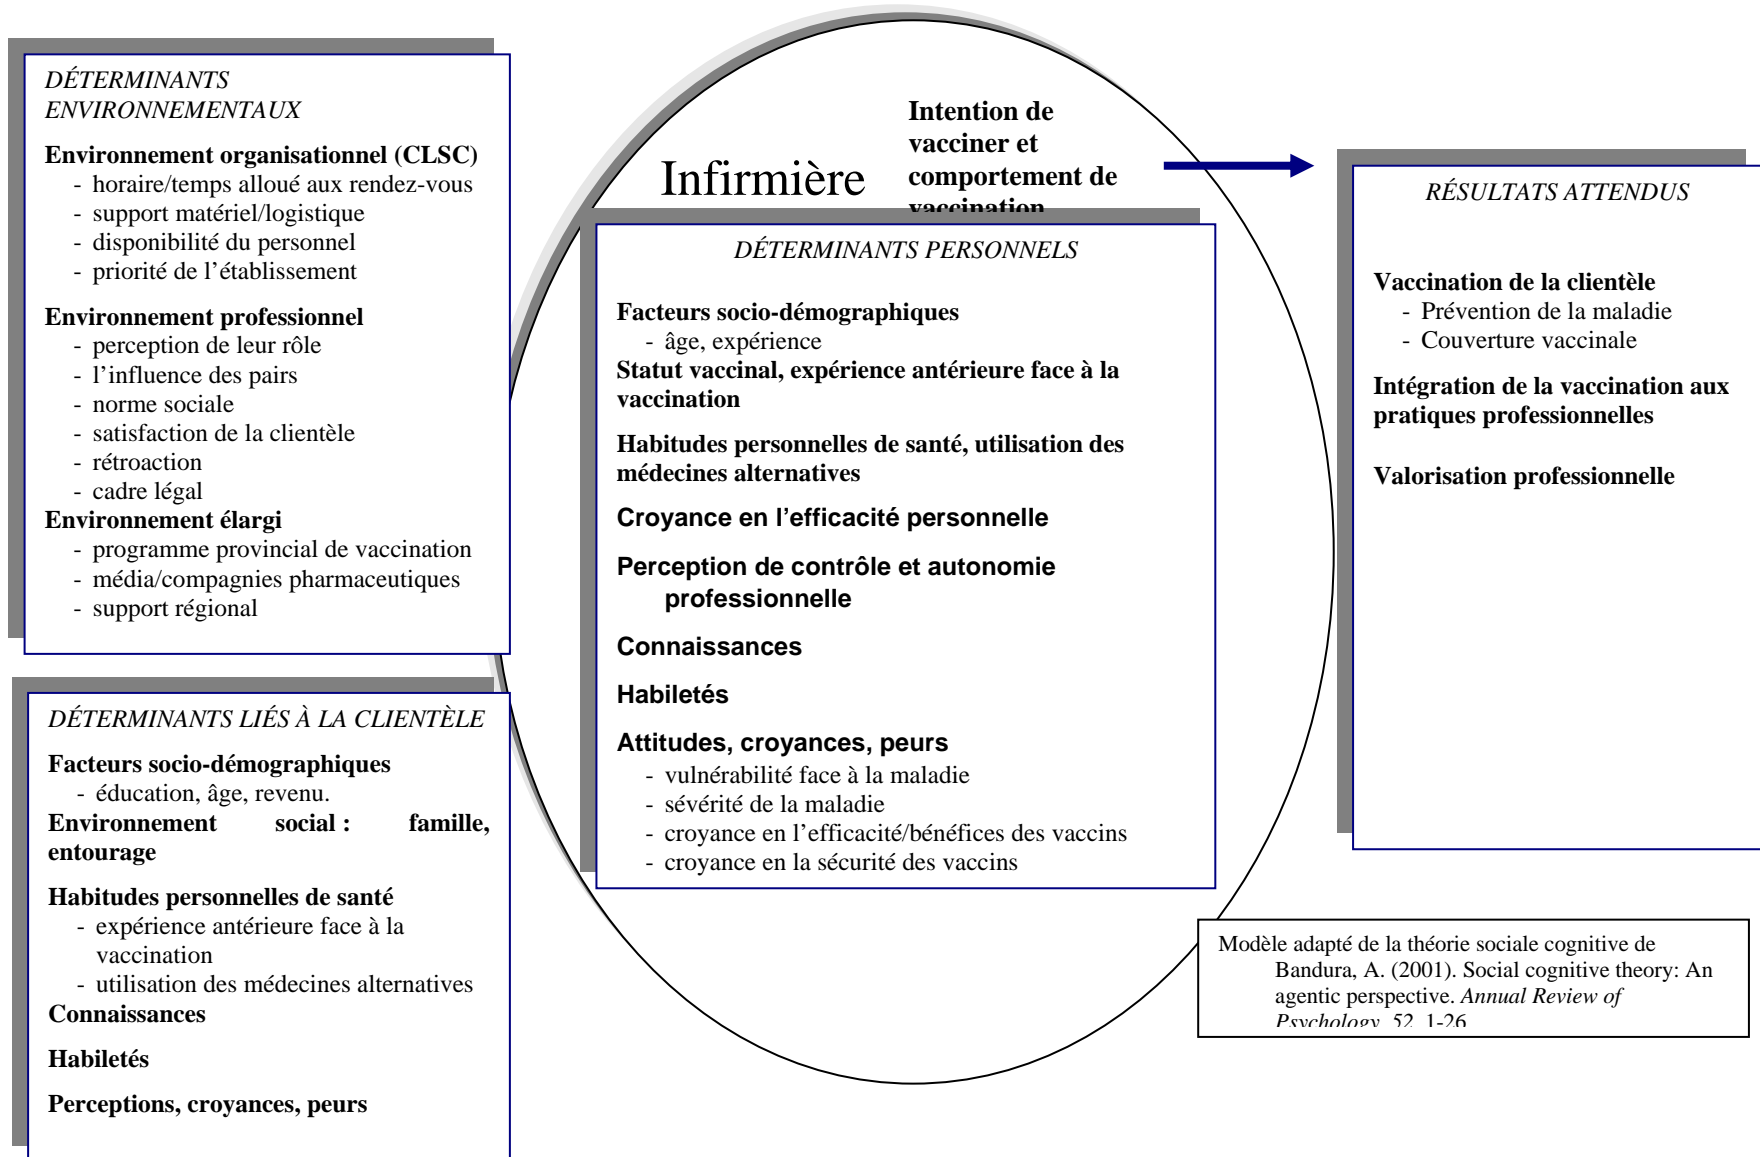 DÉTERMINANTS
ENVIRONNEMENTAUX
Environnement organisationnel (CLSC)
- horaire/temps alloué aux rendez-vous
- support matériel/logistique
- disponibilité du personnel
- priorité de l’établissement
Environnement professionnel
- perception de leur rôle
- l’influence des pairs
- norme sociale
- satisfaction de la clientèle
- rétroaction
- cadre légal
Environnement élargi
- programme provincial de vaccination
- média/compagnies pharmaceutiques
- support régional
DÉTERMINANTS LIÉS À LA CLIENTÈLE
Facteurs socio-démographiques
- éducation, âge, revenu.
Environnement social : famille,
entourage
Habitudes personnelles de santé
- expérience antérieure face à la
vaccination
- utilisation des médecines alternatives
Connaissances
Habiletés
Perceptions, croyances, peurs
Infirmière
Intention de
vacciner et
comportement de
vaccination
DÉTERMINANTS PERSONNELS
Facteurs socio-démographiques
- âge, expérience
Statut vaccinal, expérience antérieure face à la
vaccination
Habitudes personnelles de santé, utilisation des
médecines alternatives
Croyance en l’efficacité personnelle
Perception de contrôle et autonomie
professionnelle
Connaissances
Habiletés
Attitudes, croyances, peurs
- vulnérabilité face à la maladie
- sévérité de la maladie
- croyance en l’efficacité/bénéfices des vaccins
- croyance en la sécurité des vaccins
RÉSULTATS ATTENDUS
Vaccination de la clientèle
- Prévention de la maladie
- Couverture vaccinale
Intégration de la vaccination aux
pratiques professionnelles
Valorisation professionnelle
Modèle adapté de la théorie sociale cognitive de
Bandura, A. (2001). Social cognitive theory: An
agentic perspective. Annual Review of
Psychology, 52, 1-26